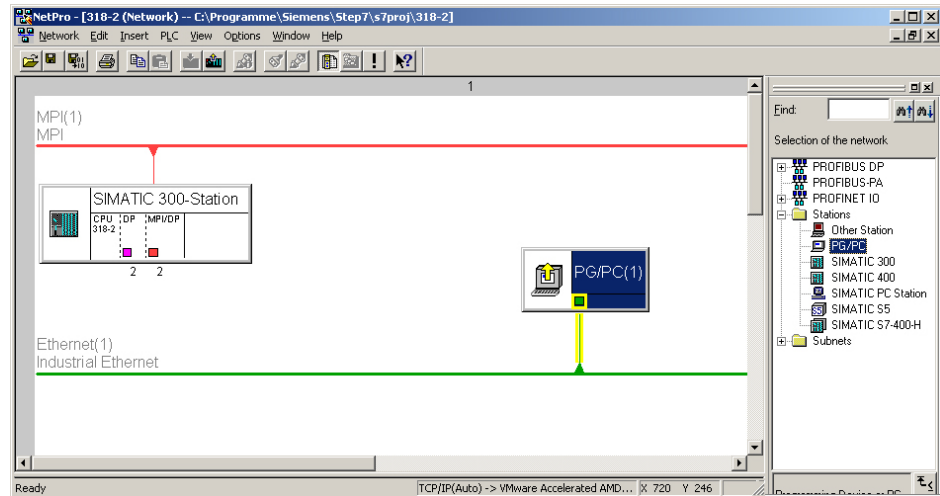 NetPro - [318-2 (Network) -- C:\Programme\Siemens\Step7\s7proj\318-2]
Network Edit Insert PLC View Options Window Help
1
MPI(1)
MPI
SIMATIC 300-Station
CPU DP MPI/DP
318-2
2 2
PG/PC(1)
Ethernet(1)
Industrial Ethernet
Find:
Selection of the network
PROFIBUS DP
PROFIBUS-PA
PROFINET IO
Stations
Other Station
PG/PC
SIMATIC 300
SIMATIC 400
SIMATIC PC Station
SIMATIC S5
SIMATIC S7-400-H
Subnets
Ready
TCP/IP(Auto) -> VMware Accelerated AMD... X 720 Y 246